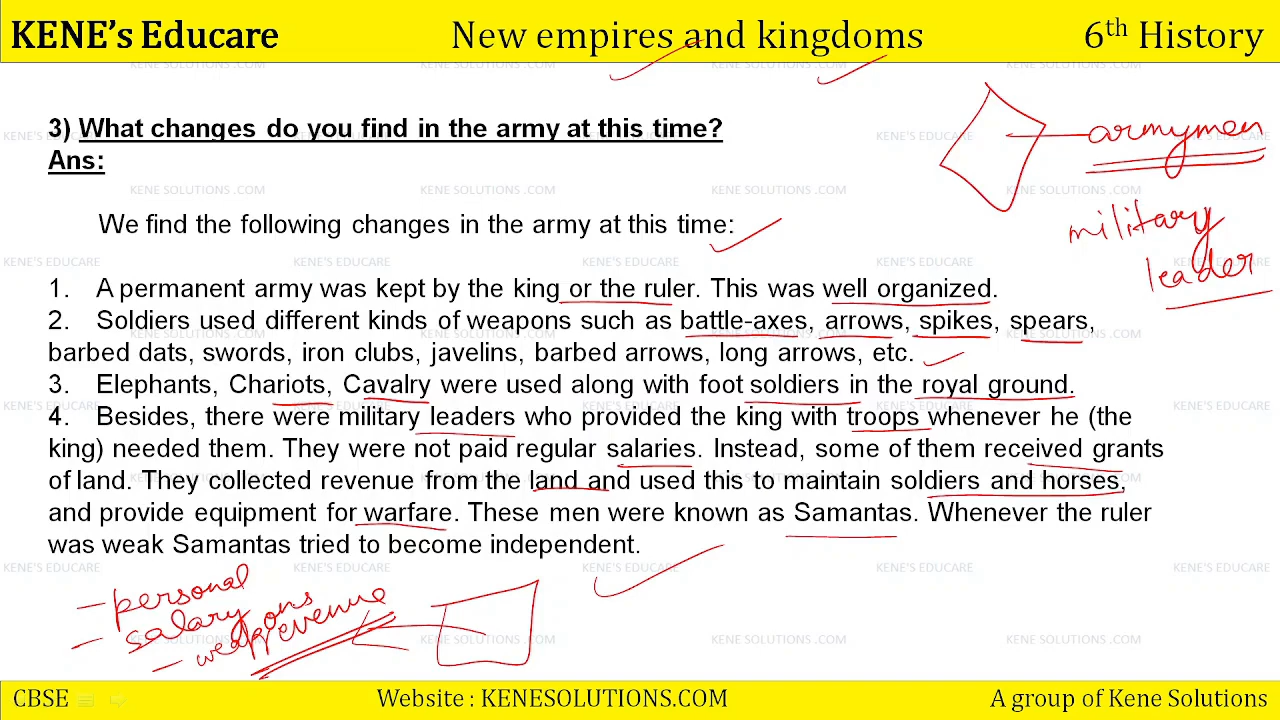 KENE's Educare New empires and kingdoms 6th History
3) What changes do you find in the army at this time?
Ans:
armymen
We find the following changes in the army at this time:
military
leader
1. A permanent army was kept by the king or the ruler. This was well organized.
2. Soldiers used different kinds of weapons such as battle-axes, arrows, spikes, spears,
barbed dats, swords, iron clubs, javelins, barbed arrows, long arrows, etc.
3. Elephants, Chariots, Cavalry were used along with foot soldiers in the royal ground.
4. Besides, there were military leaders who provided the king with troops whenever he (the
king) needed them. They were not paid regular salaries. Instead, some of them received grants
of land. They collected revenue from the land and used this to maintain soldiers and horses,
and provide equipment for warfare. These men were known as Samantas. Whenever the ruler
was weak Samantas tried to become independent.
- personal
- salary
- weapons
revenue
CBSE Website : KENESOLUTIONS.COM A group of Kene Solutions
KENE SOLUTIONS .COM
KENE'S EDUCARE